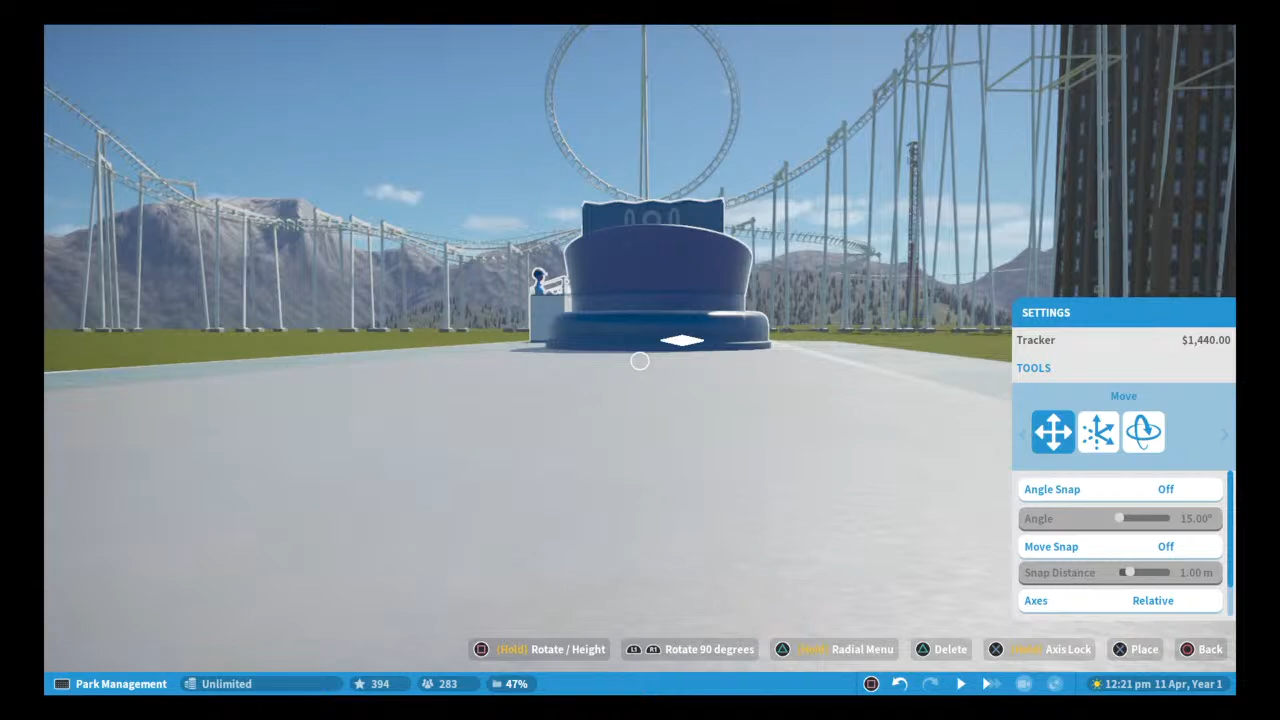 SETTINGS
Tracker $1,440.00
TOOLS
Move
Angle Snap Off
Angle 15.00°
Move Snap Off
Snap Distance 1.00 m
Axes Relative
(Hold) Rotate / Height L1 R1 Rotate 90 degrees Radial Menu Delete Axis Lock Place Back
Park Management Unlimited 394 283 47% 12:21 pm 11 Apr, Year 1